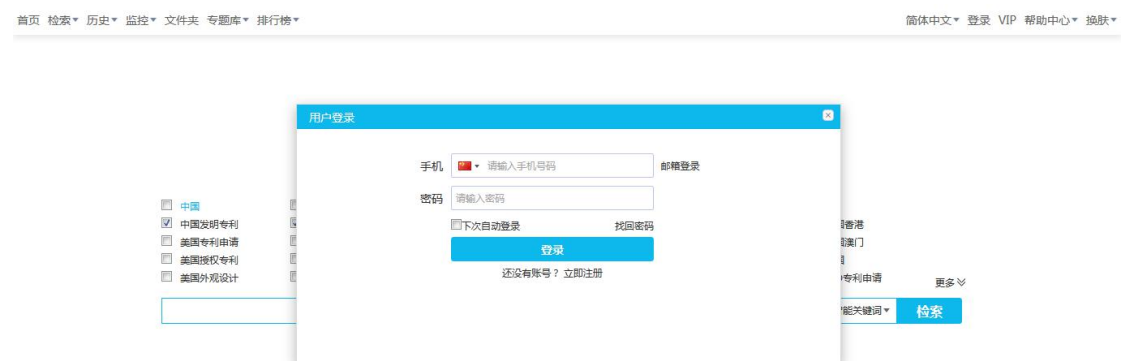 首页 检索 历史 监控 文件夹 专题库 排行榜 简体中文 登录 VIP 帮助中心 换肤
用户登录
手机 请输入手机号码 邮箱登录
密码 请输入密码
中国
下次自动登录 找回密码
中国发明专利 香港
登录
美国专利申请 澳门
美国授权专利
还没有账号？ 立即注册
美国外观设计 专利申请 更多
能关键词 检索